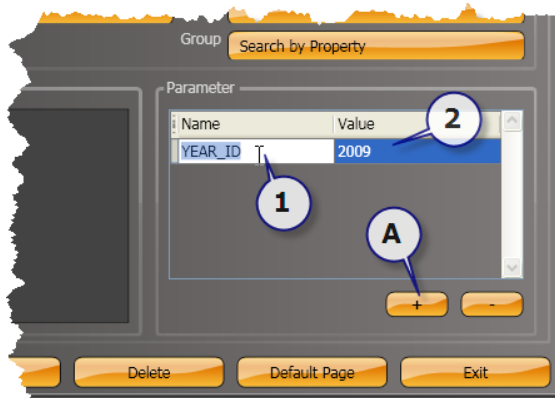 Group Search by Property
Parameter
Name Value
2
YEAR_ID 2009
1
A
+ -
Delete Default Page Exit